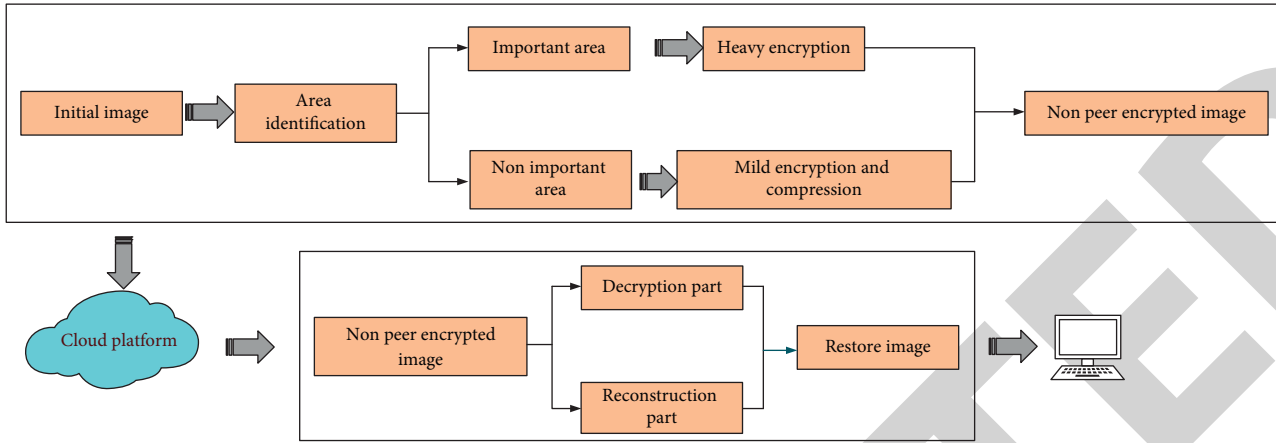 Important area
Heavy encryption
Initial image
Area
identification
Non peer encrypted image
Non important
area
Mild encryption and
compression
Cloud platform
Decryption part
Non peer encrypted
image
Restore image
Reconstruction
part